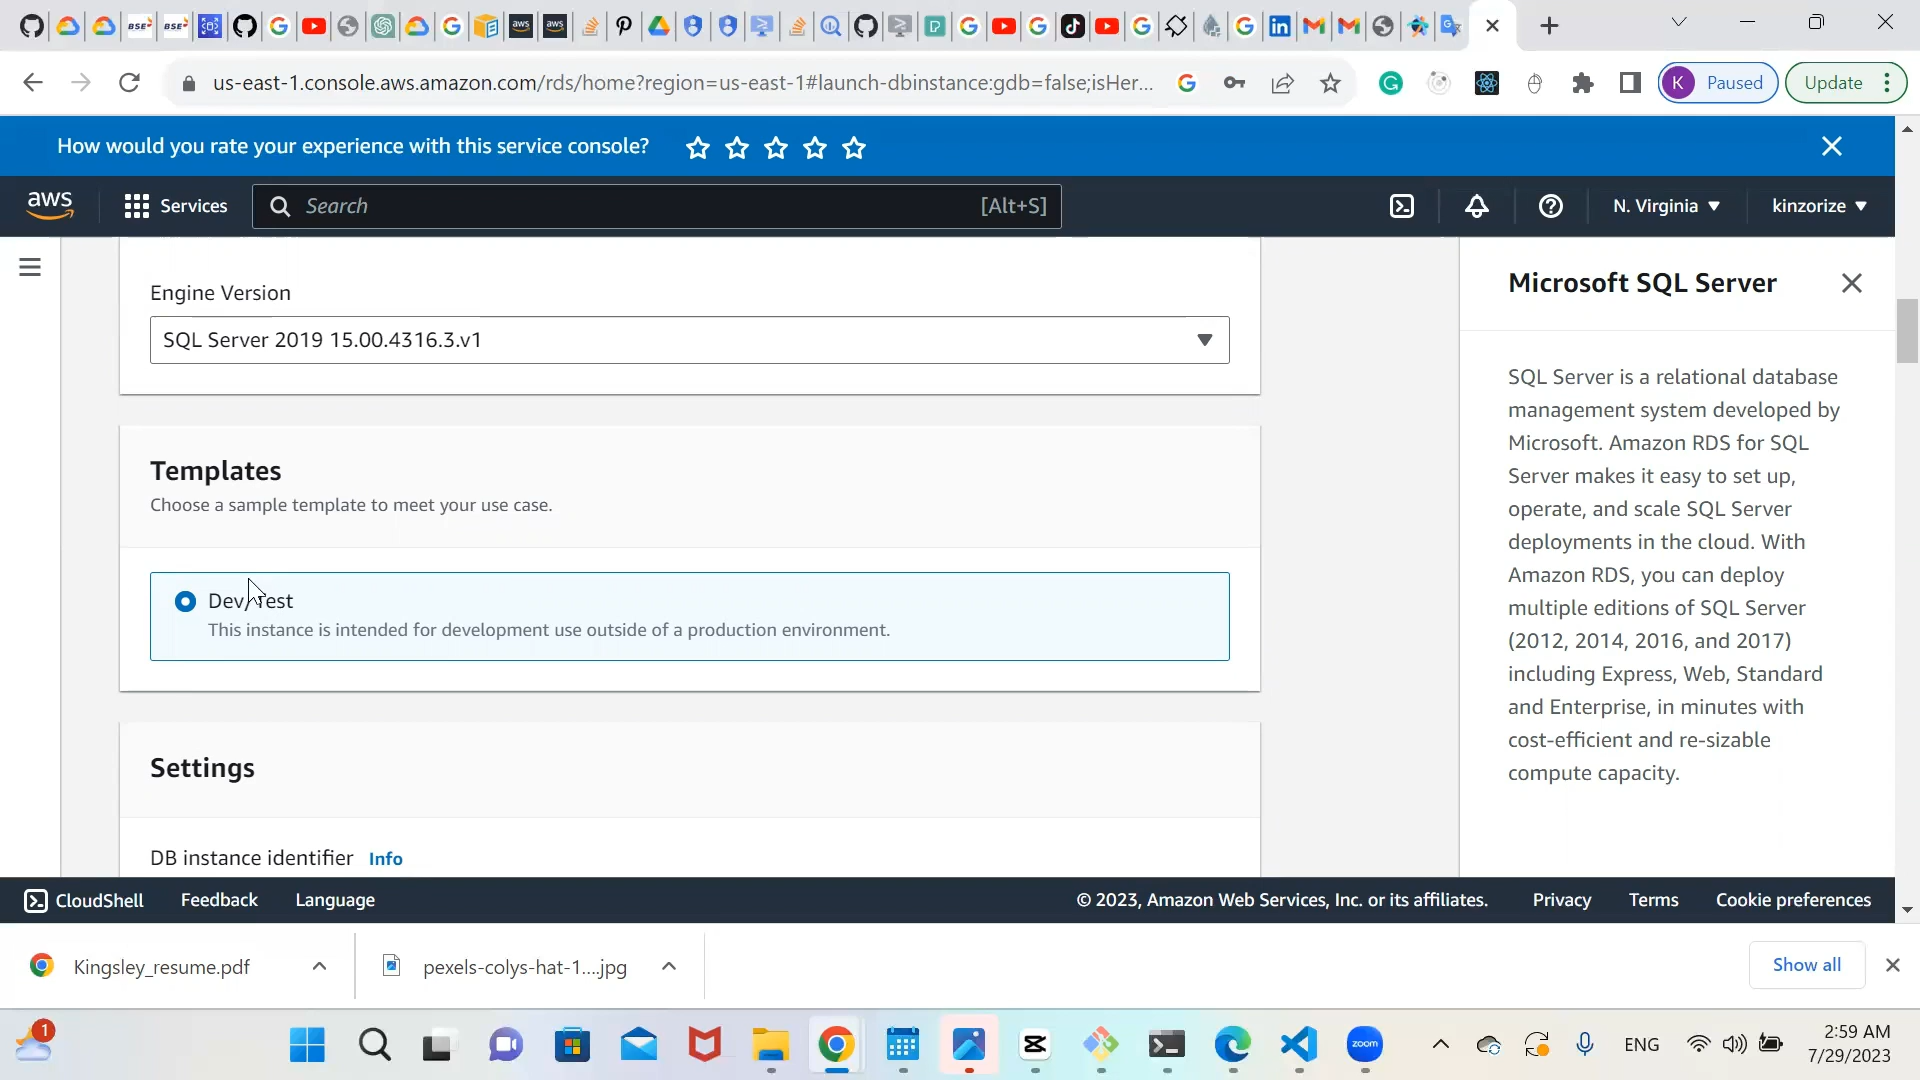 us-east-1.console.aws.amazon.com/rds/home?region=us-east-1#launch-dbinstance:gdb=false;isHer...
K Paused
Update
How would you rate your experience with this service console?
aws
Services
Search
[Alt+S]
N. Virginia
kinzorize
Engine Version
SQL Server 2019 15.00.4316.3.v1
Templates
Choose a sample template to meet your use case.
Dev/Test
This instance is intended for development use outside of a production environment.
Settings
DB instance identifier Info
Microsoft SQL Server
SQL Server is a relational database
management system developed by
Microsoft. Amazon RDS for SQL
Server makes it easy to set up,
operate, and scale SQL Server
deployments in the cloud. With
Amazon RDS, you can deploy
multiple editions of SQL Server
(2012, 2014, 2016, and 2017)
including Express, Web, Standard
and Enterprise, in minutes with
cost-efficient and re-sizable
compute capacity.
CloudShell
Feedback
Language
© 2023, Amazon Web Services, Inc. or its affiliates.
Privacy
Terms
Cookie preferences
Kingsley_resume.pdf
pexels-colys-hat-1....jpg
Show all
1
zoom
ENG
2:59 AM
7/29/2023